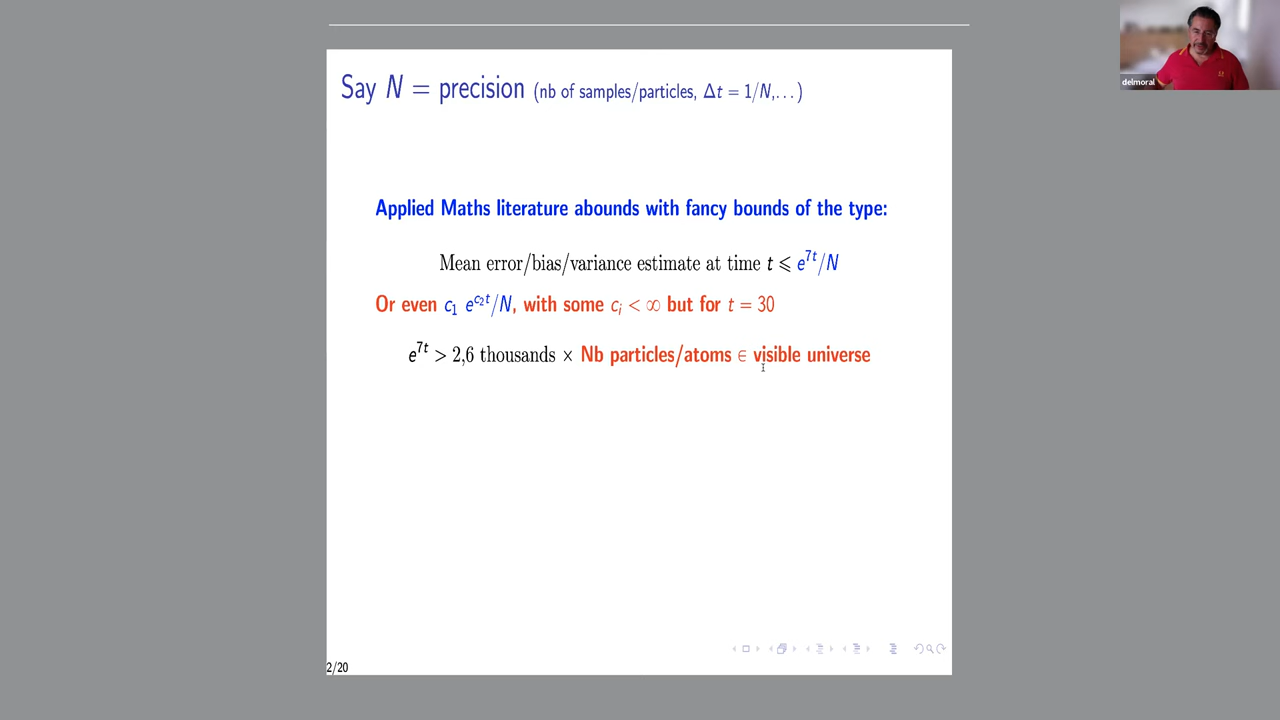 Say N = precision (nb of samples/particles, Δt = 1/N,...)
delmoral
Applied Maths literature abounds with fancy bounds of the type:
Mean error/bias/variance estimate at time t ⩽ e^{7t}/N
Or even c₁ e^{c₂t}/N, with some cᵢ < ∞ but for t = 30
e^{7t} > 2,6 thousands × Nb particles/atoms ∈ visible universe
2/20